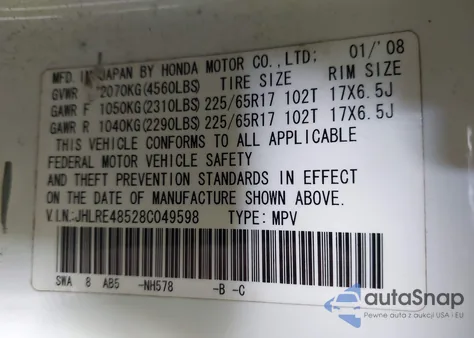 MFD. IN JAPAN BY HONDA MOTOR CO.,LTD: 01/'08
GVWR 2070KG(4560LBS) TIRE SIZE RIM SIZE
GAWR F 1050KG(2310LBS) 225/65R17 102T 17X6.5J
GAWR R 1040KG(2290LBS) 225/65R17 102T 17X6.5J
THIS VEHICLE CONFORMS TO ALL APPLICABLE
FEDERAL MOTOR VEHICLE SAFETY
AND THEFT PREVENTION STANDARDS IN EFFECT
ON THE DATE OF MANUFACTURE SHOWN ABOVE.
V.I.N.:JHLRE48528C049598 TYPE: MPV
SWA 8 AB5 -NH578 -B -C
autoSnap
Pewne auta z aukcji USA i EU